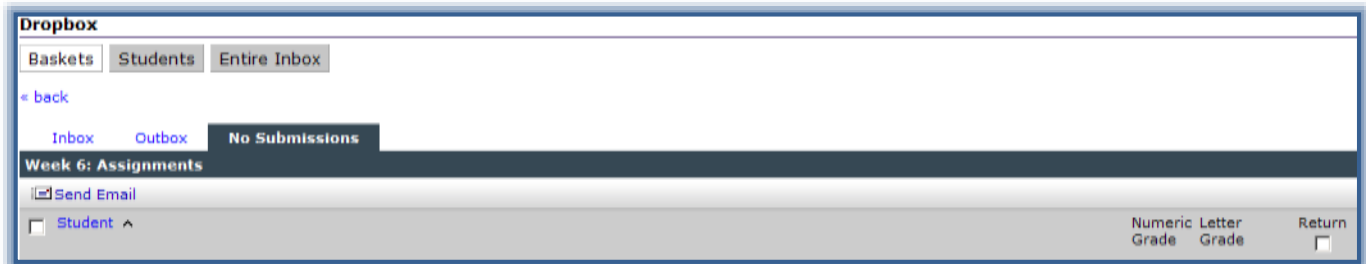 Dropbox
Baskets Students Entire Inbox
« back
Inbox Outbox No Submissions
Week 6: Assignments
Send Email
Student Numeric Grade Letter Grade Return